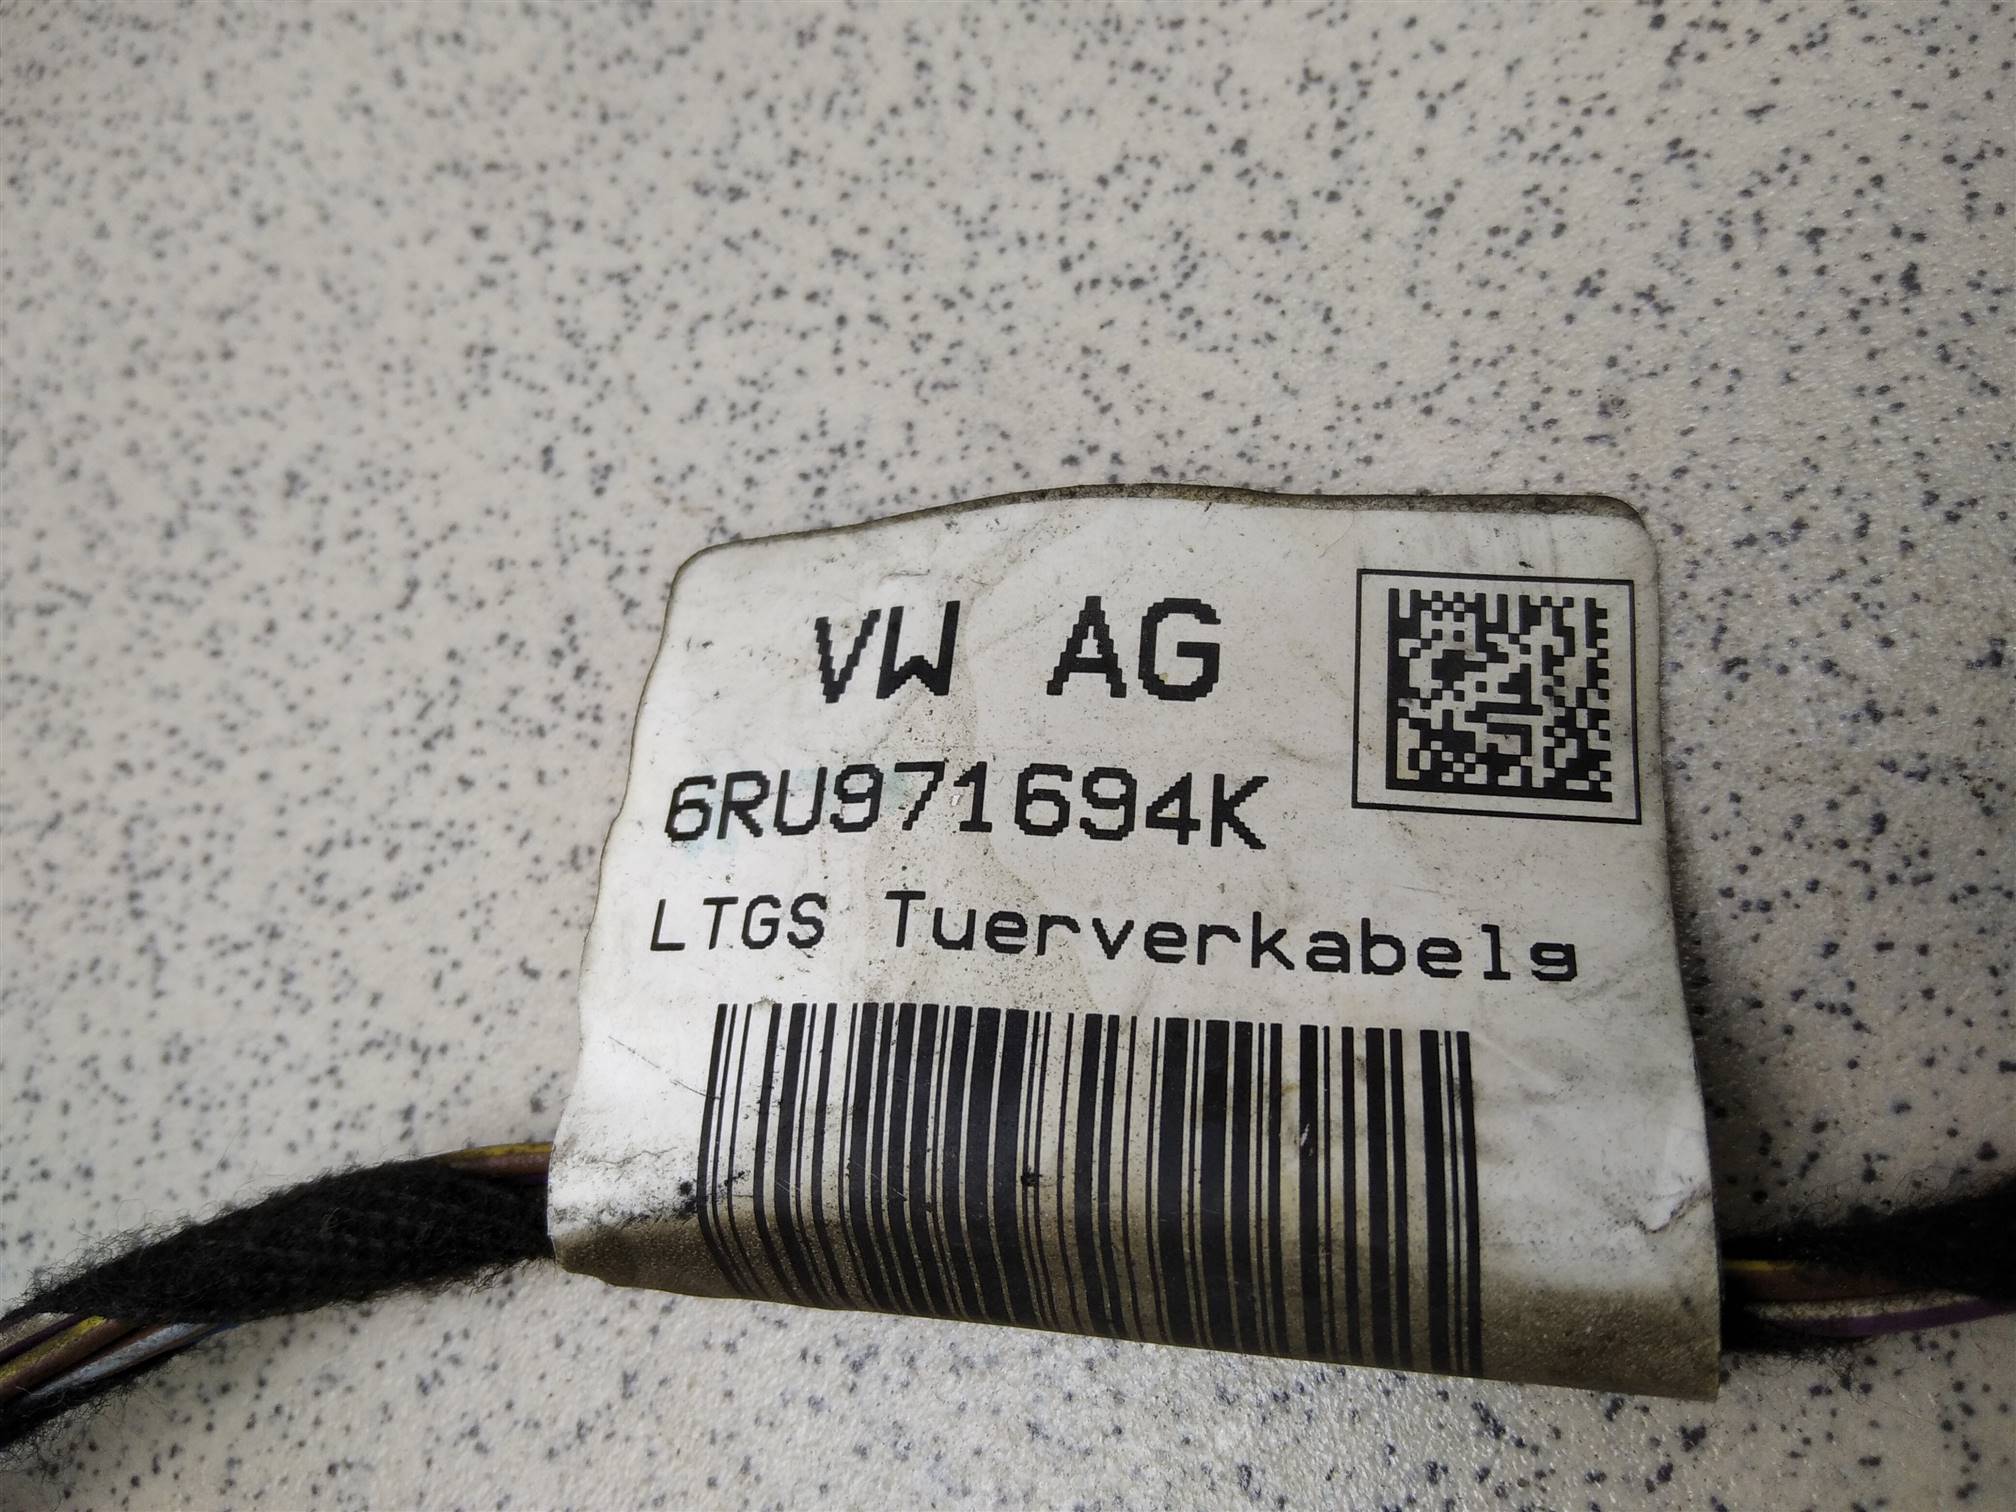 VW AG
6RU971694K
LTGS Tuerverkabelg